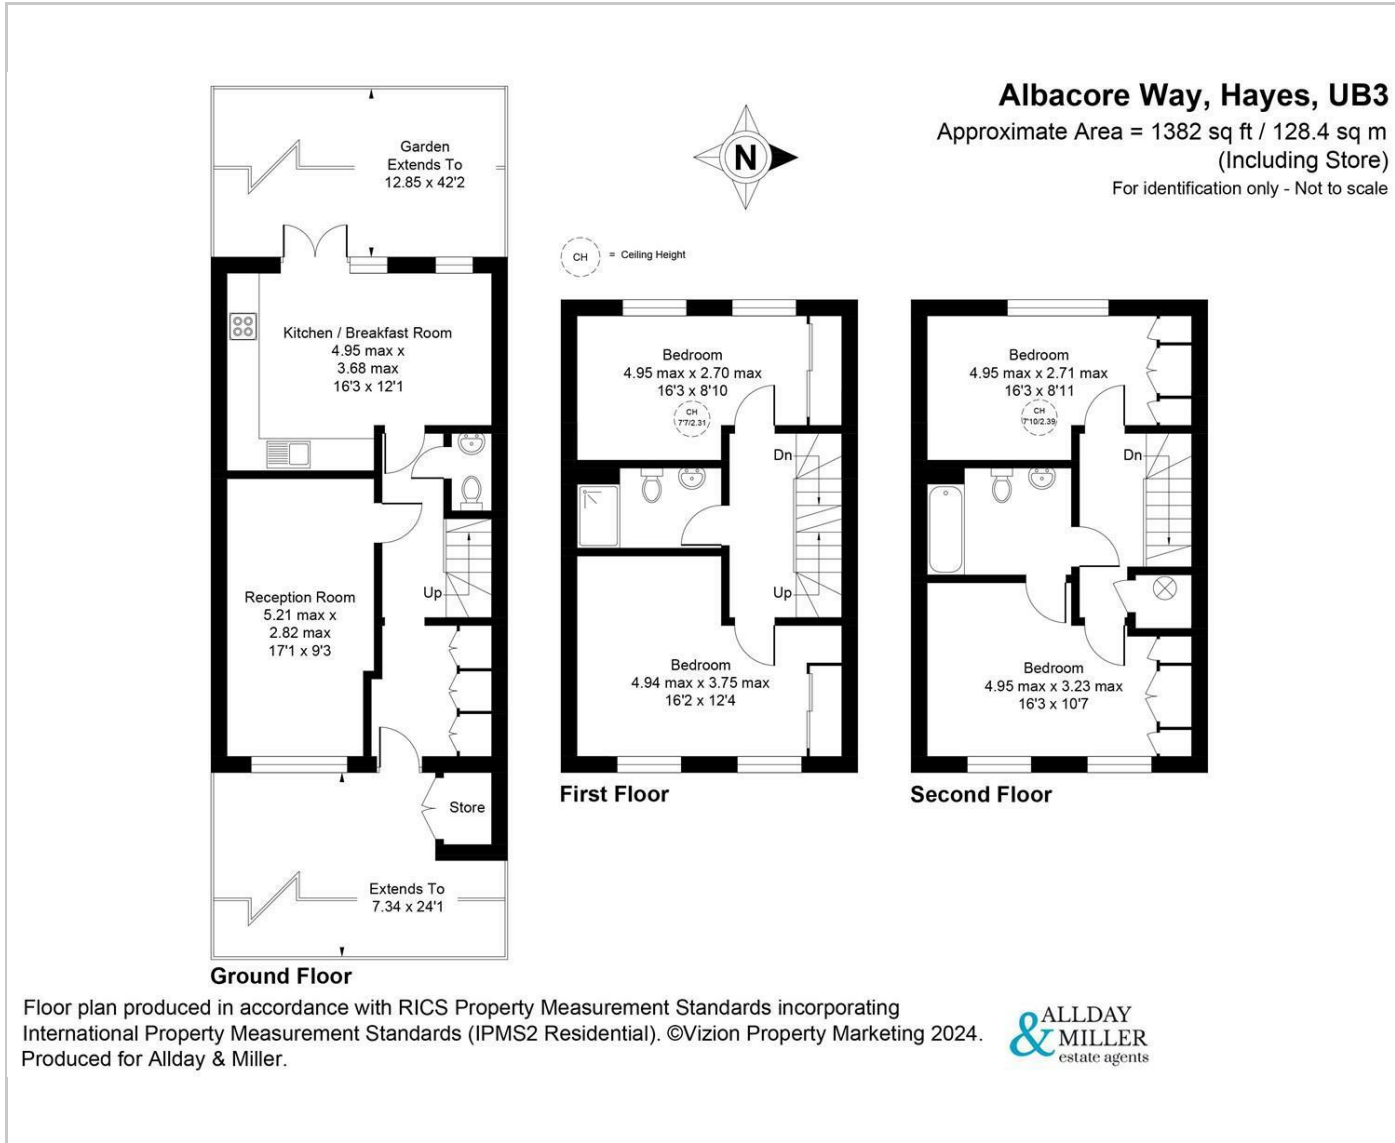 Albacore Way, Hayes, UB3
Approximate Area = 1382 sq ft / 128.4 sq m
(Including Store)
For identification only - Not to scale
N
CH
= Ceiling Height
Garden
Extends To
12.85 x 42'2
Kitchen / Breakfast Room
4.95 max x
3.68 max
16'3 x 12'1
Reception Room
5.21 max x
2.82 max
17'1 x 9'3
Up
Store
Extends To
7.34 x 24'1
Ground Floor
Bedroom
4.95 max x 2.70 max
16'3 x 8'10
CH
7'7/2.31
Dn
Up
Bedroom
4.94 max x 3.75 max
16'2 x 12'4
First Floor
Bedroom
4.95 max x 2.71 max
16'3 x 8'11
CH
7'10/2.39
Dn
Bedroom
4.95 max x 3.23 max
16'3 x 10'7
Second Floor
Floor plan produced in accordance with RICS Property Measurement Standards incorporating
International Property Measurement Standards (IPMS2 Residential). ©Vizion Property Marketing 2024.
Produced for Allday & Miller.
ALLDAY
& MILLER
estate agents